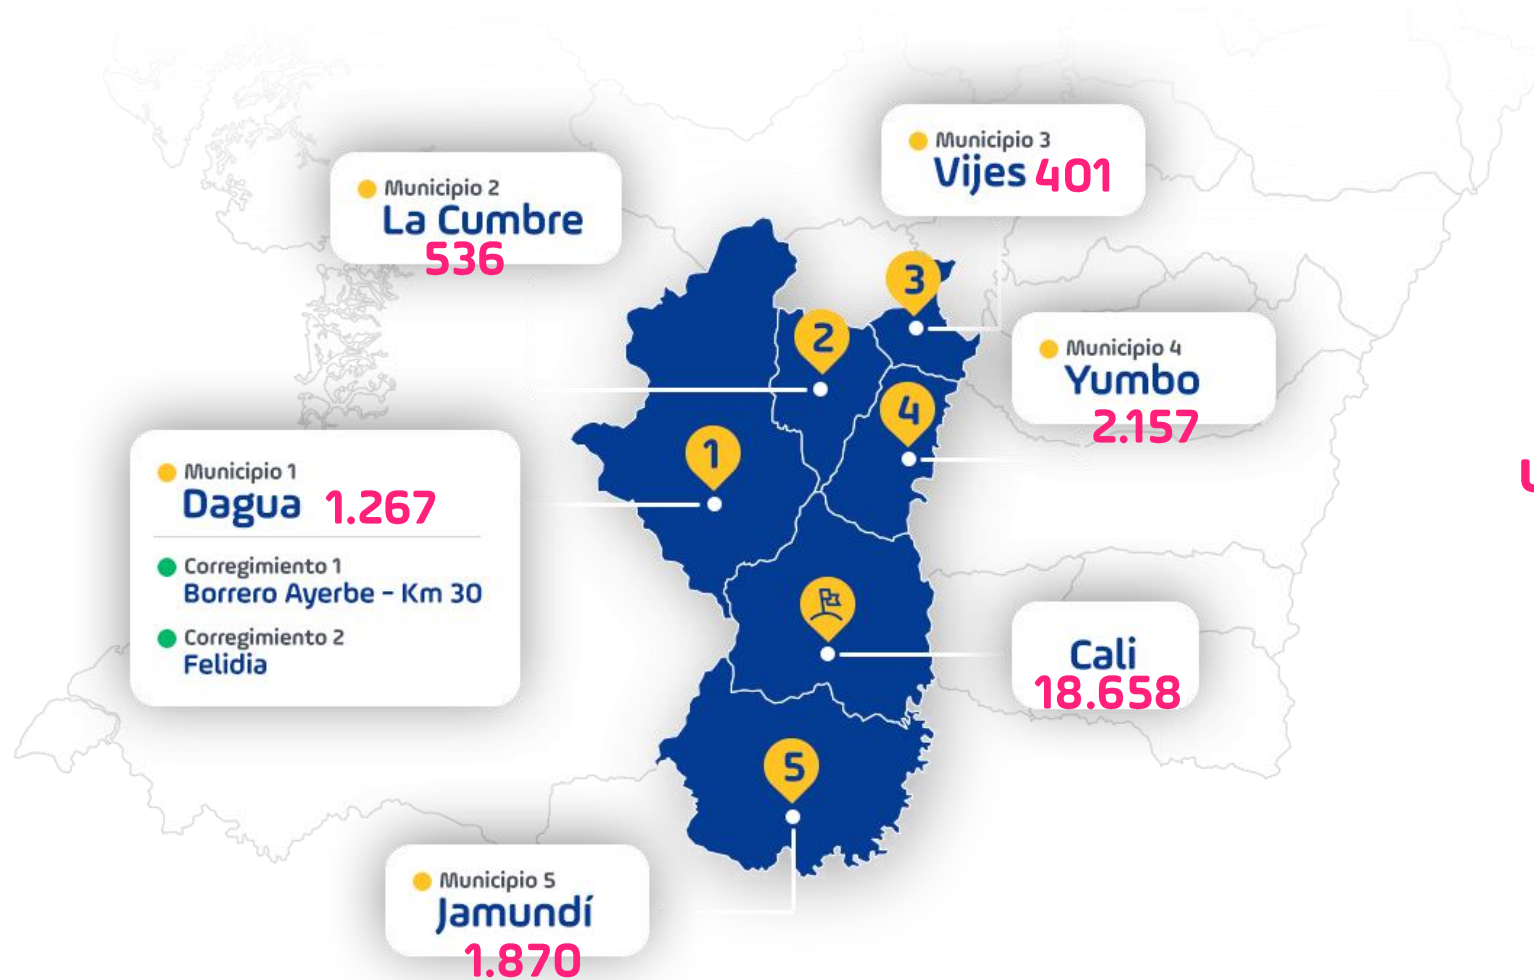 Municipio 3
Vijes 401
Municipio 2
La Cumbre
536
3
2
Municipio 4
Yumbo
2.157
4
1
Municipio 1
Dagua 1.267
Corregimiento 1
Borrero Ayerbe - Km 30
Corregimiento 2
Felidia
Cali
18.658
5
Municipio 5
Jamundí
1.870